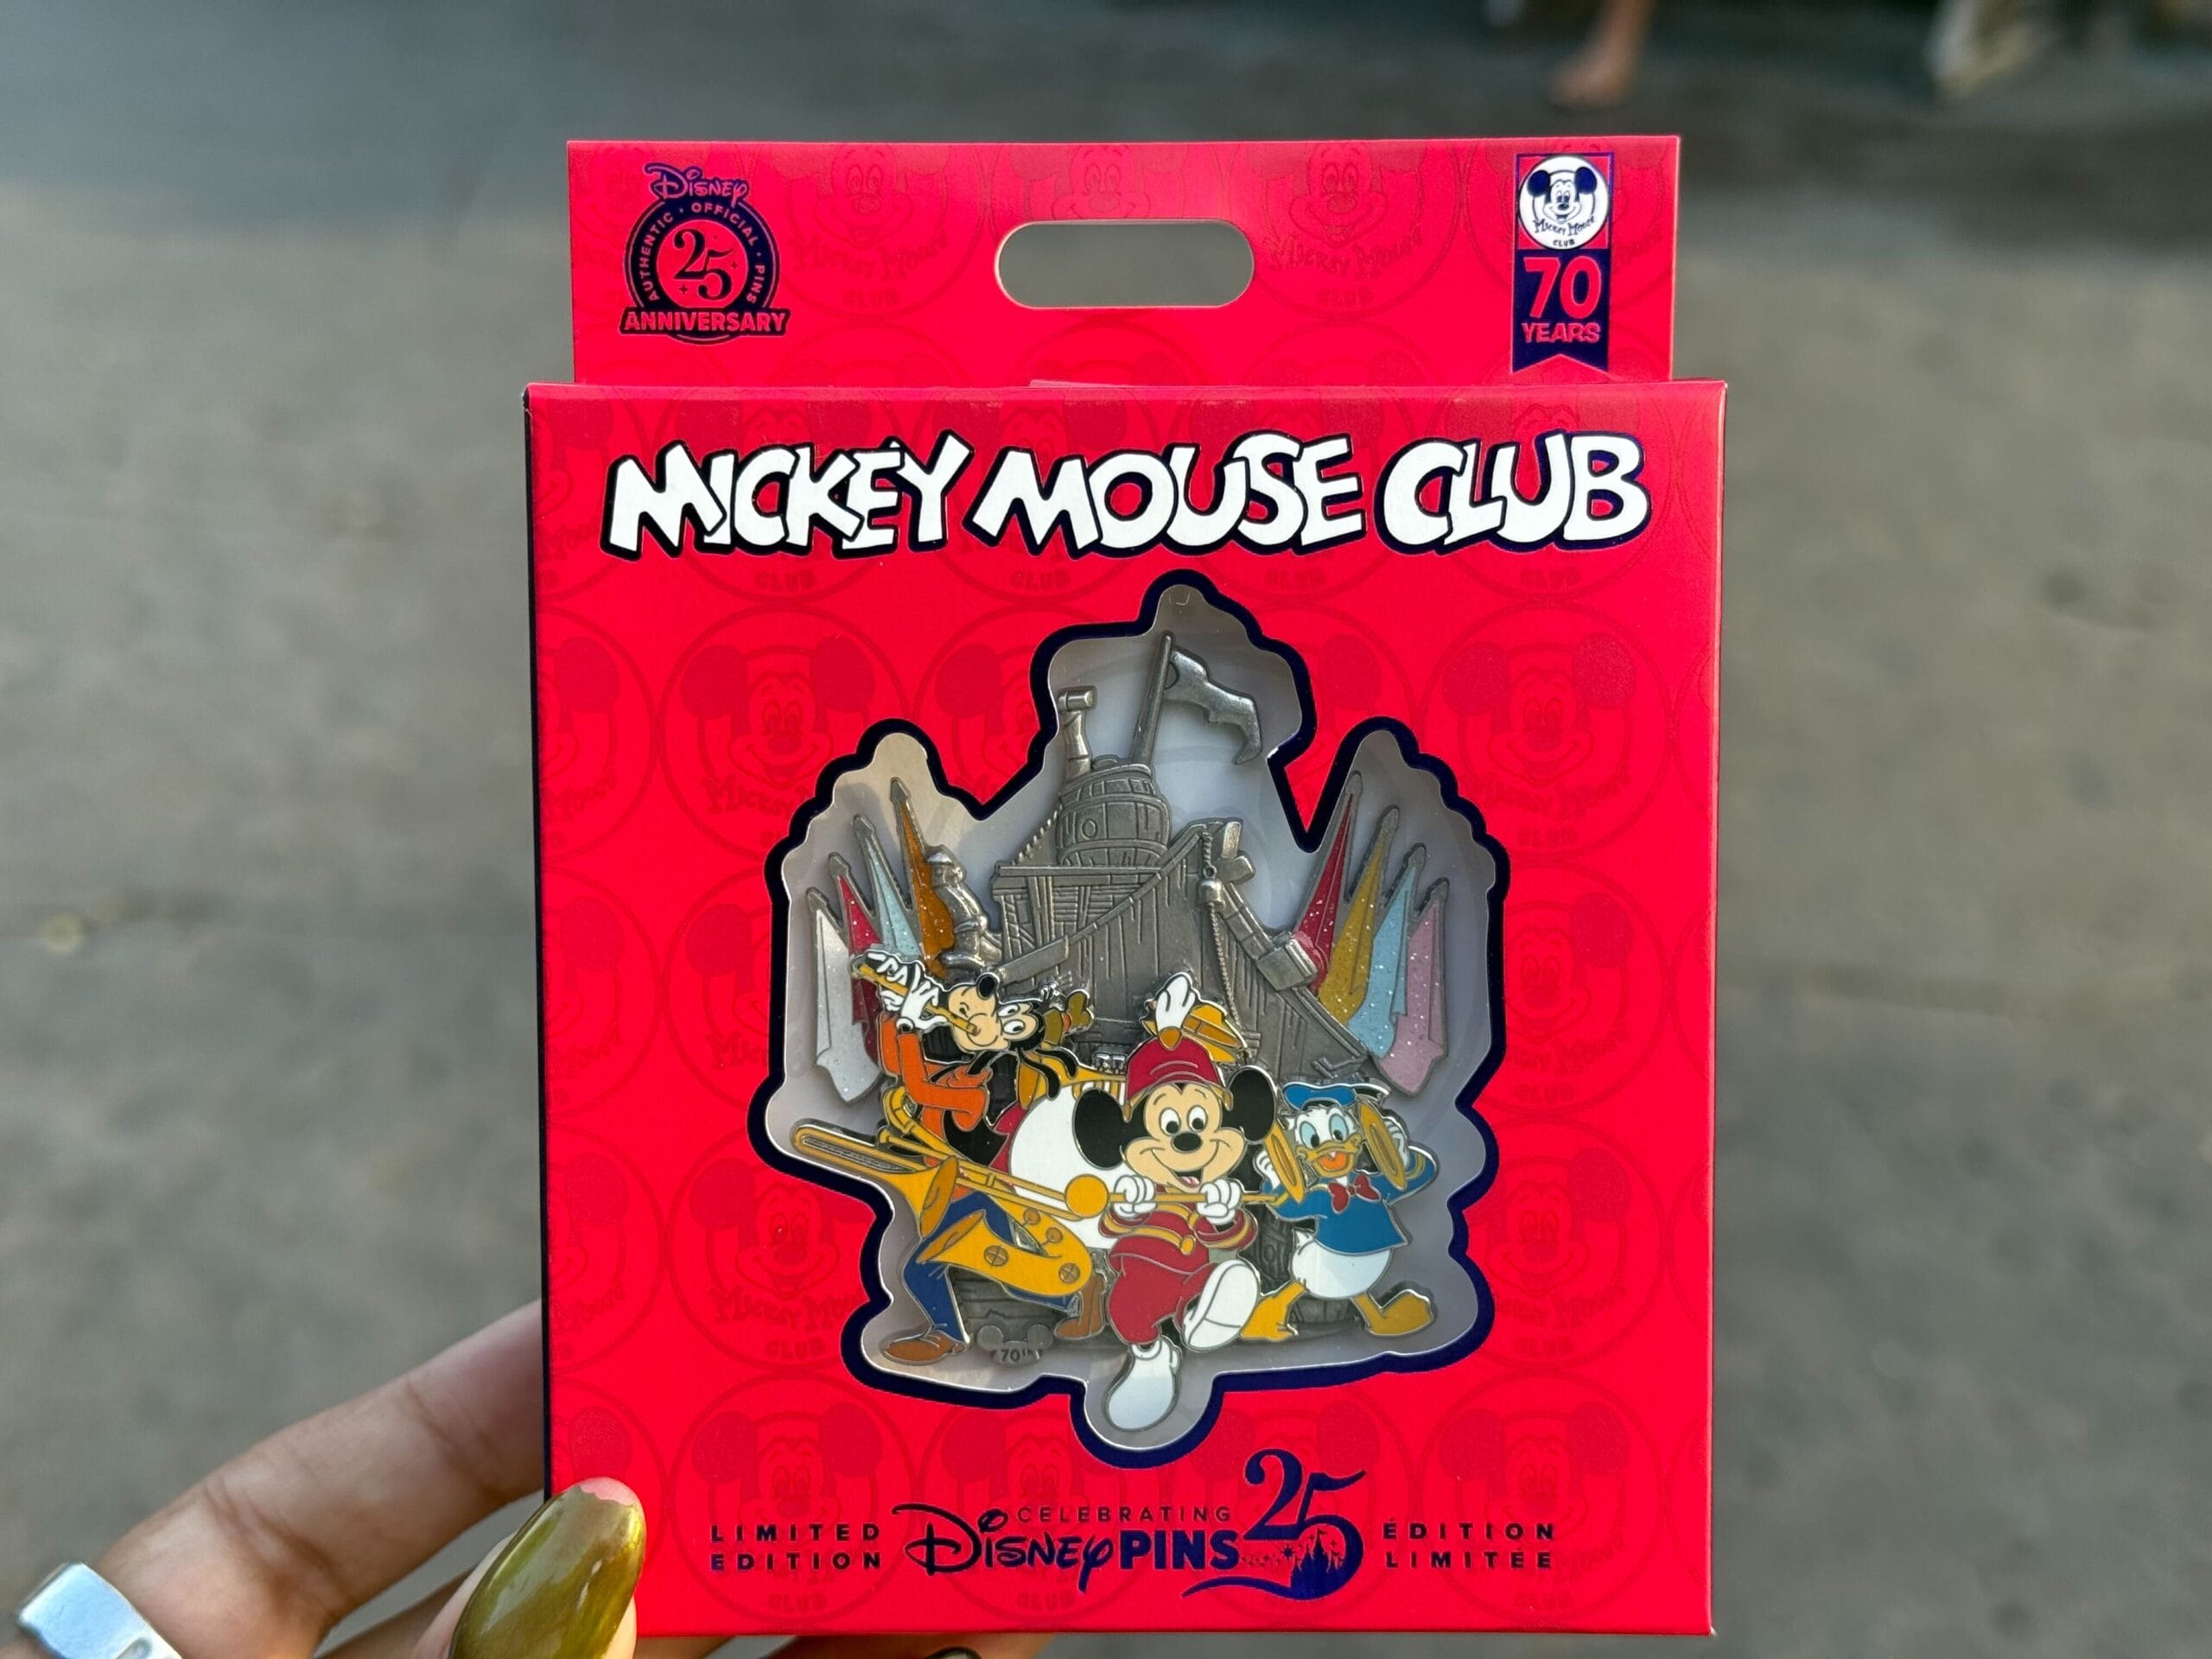 Disney
AUTHENTIC • OFFICIAL • PINS
25
ANNIVERSARY
MICKEY MOUSE
CLUB
70
YEARS
MICKEY MOUSE CLUB
70TH
LIMITED
EDITION
CELEBRATING
Disney PINS 25
ÉDITION
LIMITÉE